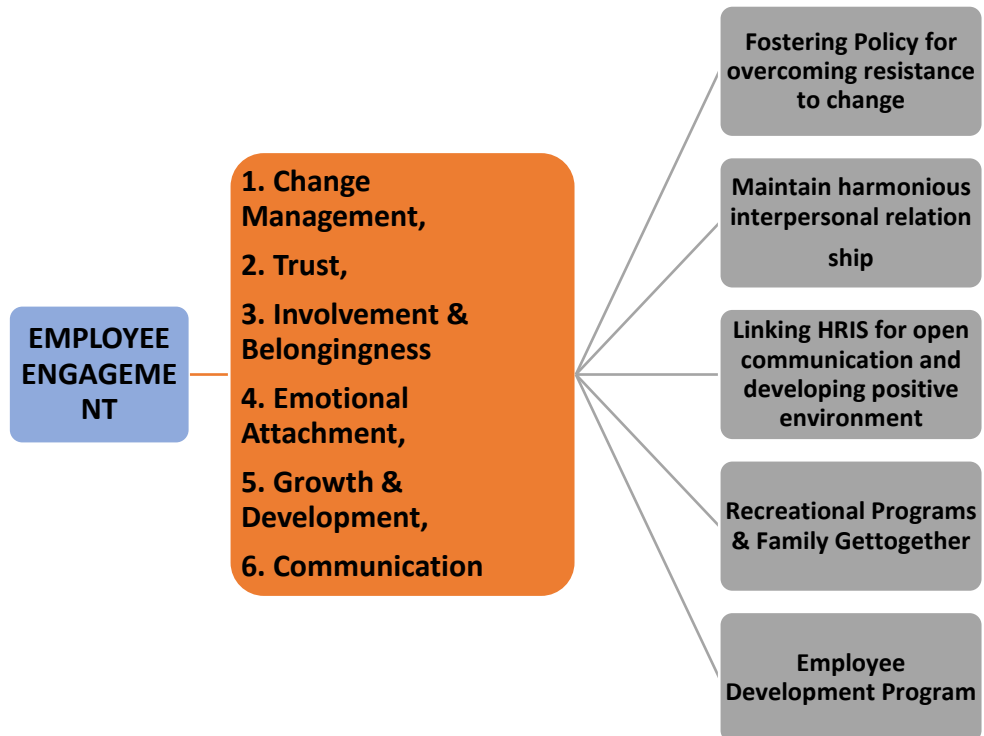 EMPLOYEE
ENGAGEME
NT
1. Change
Management,
2. Trust,
3. Involvement &
Belongingness
4. Emotional
Attachment,
5. Growth &
Development,
6. Communication
Fostering Policy for
overcoming resistance
to change
Maintain harmonious
interpersonal relation
ship
Linking HRIS for open
communication and
developing positive
environment
Recreational Programs
& Family Gettogether
Employee
Development Program